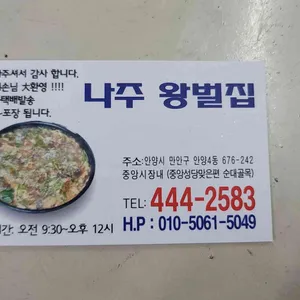 주셔서 감사 합니다.
손님 大환영 !!!!
택배발송
포장 됩니다.
나주 왕벌집
주소:안양시 만안구 안양4동 676-242
중앙시장내 (중앙성당맞은편 순대골목)
TEL: 444-2583
H.P : 010-5061-5049
간: 오전 9:30~오후 12시